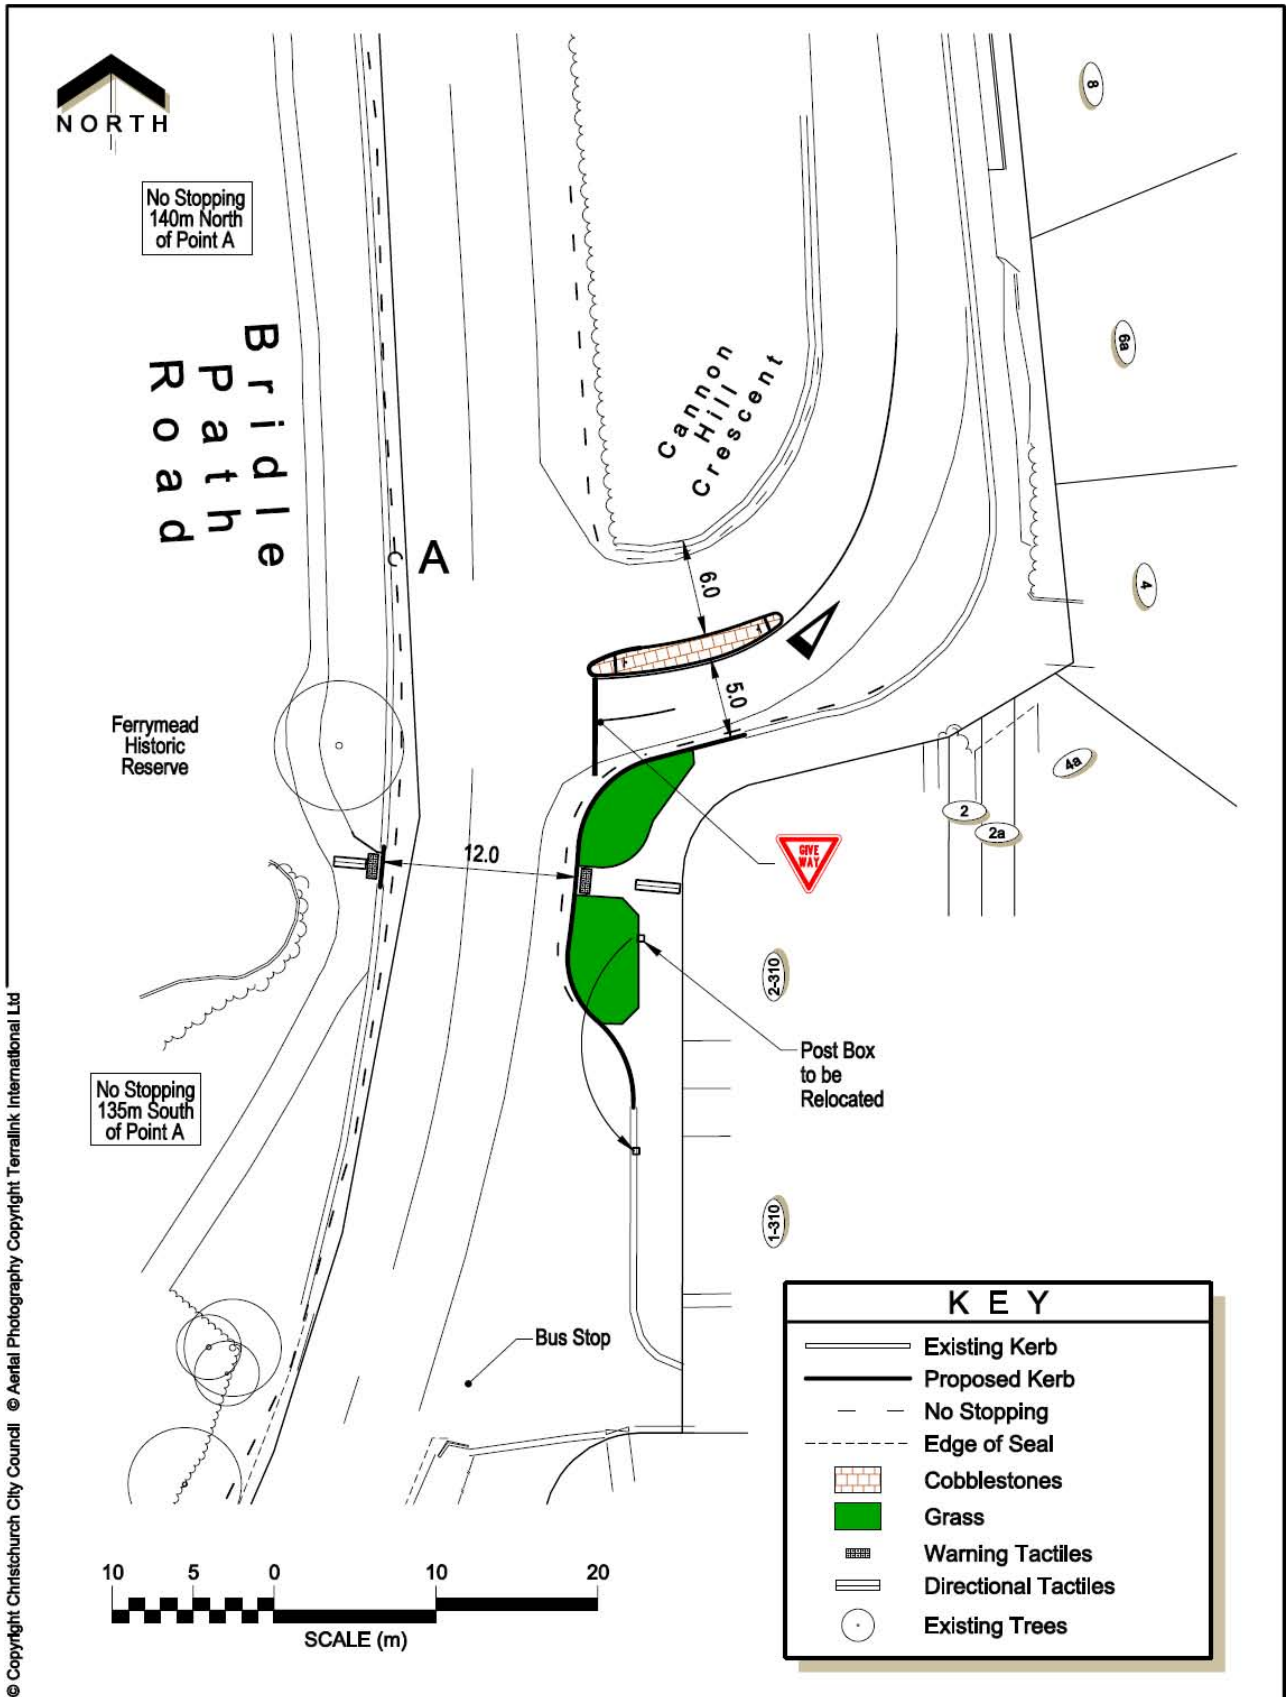 NORTH
No Stopping
140m North
of Point A
Bridle
Path
Road
Cannon
Hill
Crescent
8
6a
4
A
6.0
5.0
Ferrymead
Historic
Reserve
12.0
4a
2
2a
GIVE
WAY
2-310
Post Box
to be
Relocated
No Stopping
135m South
of Point A
1-310
Bus Stop
KEY
Existing Kerb
Proposed Kerb
No Stopping
Edge of Seal
Cobblestones
Grass
Warning Tactiles
Directional Tactiles
Existing Trees
10 5 0 10 20
SCALE (m)
© Copyright Christchurch City Council © Aerial Photography Copyright Terralink International Ltd